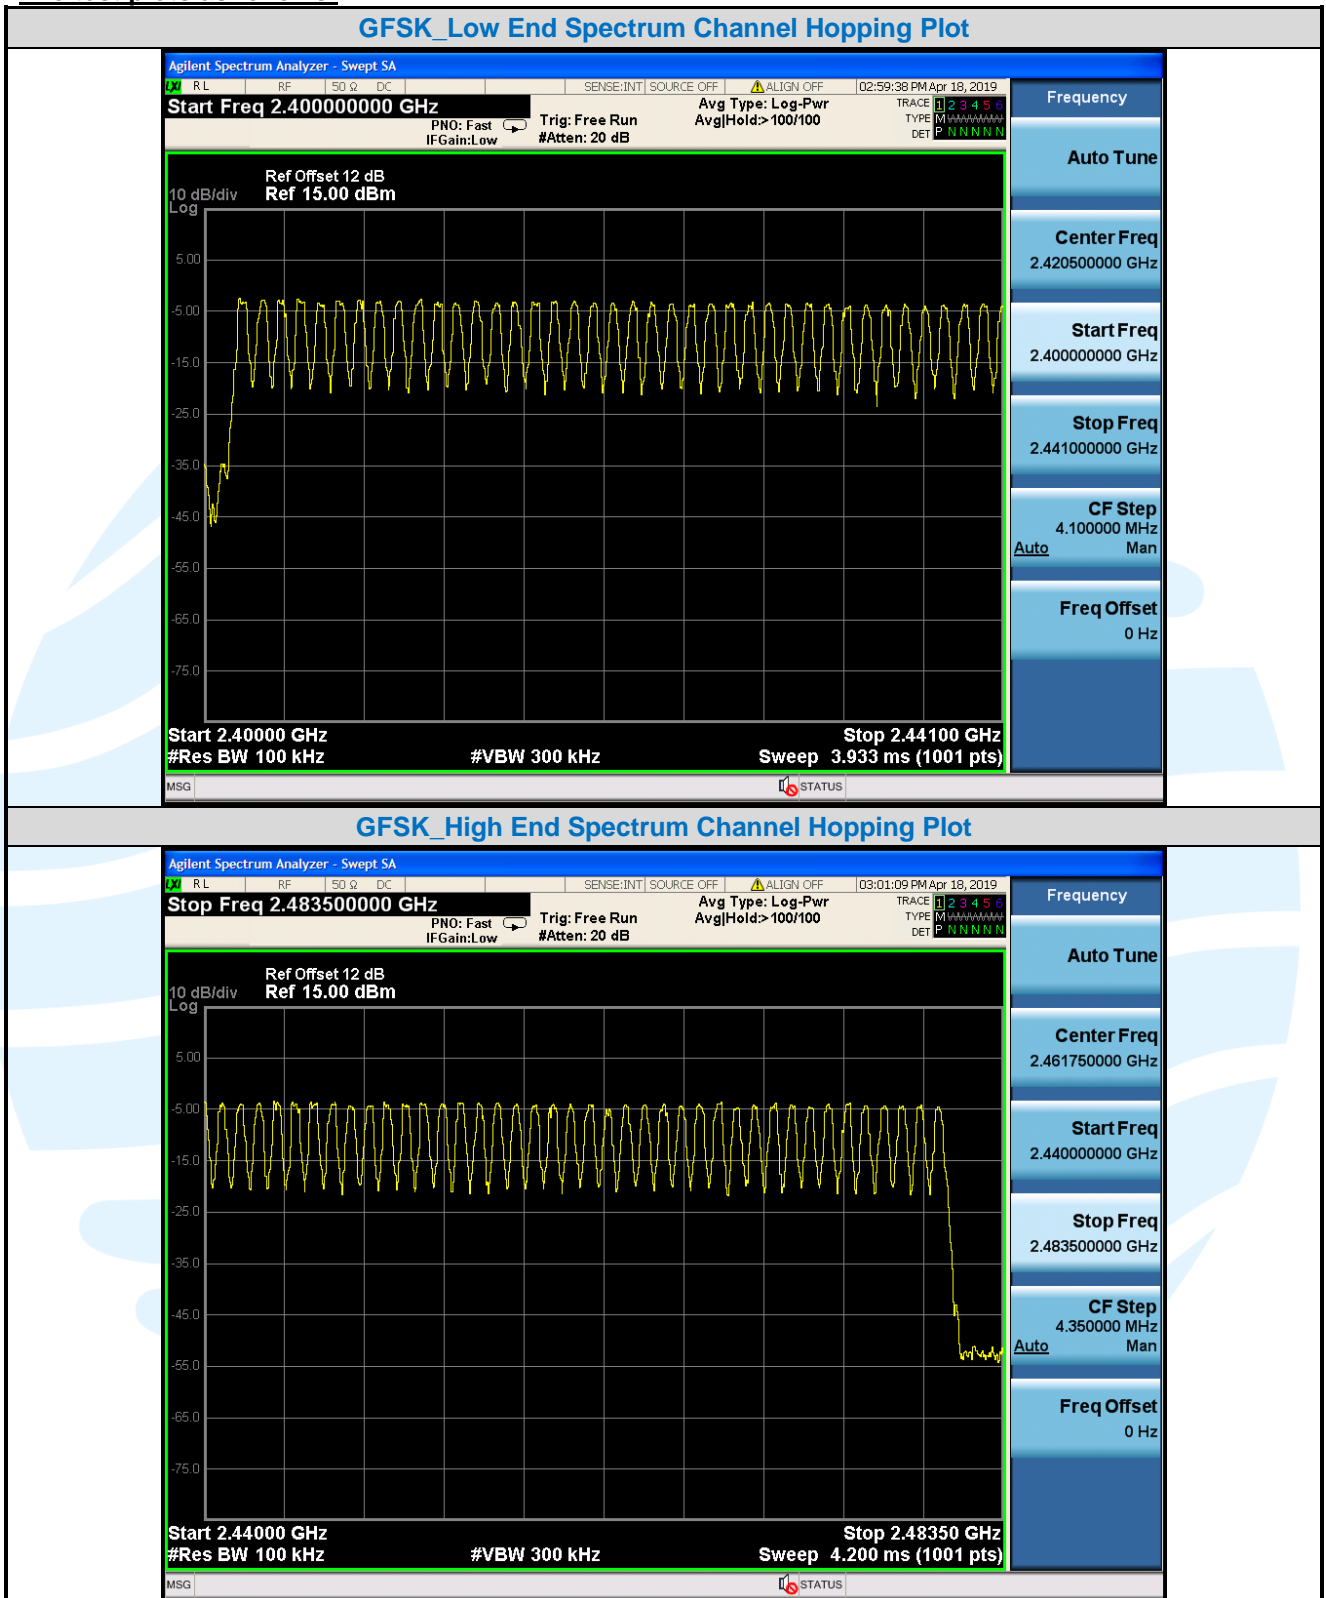 GFSK_Low End Spectrum Channel Hopping Plot
Agilent Spectrum Analyzer - Swept SA
LXI RL RF 50 Ω DC SENSE:INT SOURCE OFF ALIGN OFF 02:59:38 PM Apr 18, 2019
Start Freq 2.400000000 GHz
PNO: Fast
IFGain:Low
Trig: Free Run
#Atten: 20 dB
Avg Type: Log-Pwr
Avg|Hold:>100/100
TRACE 1 2 3 4 5 6
TYPE M
DET P N N N N N
Ref Offset 12 dB
10 dB/div Ref 15.00 dBm
Log
5.00
-5.00
-15.0
-25.0
-35.0
-45.0
-55.0
-65.0
-75.0
Start 2.40000 GHz Stop 2.44100 GHz
#Res BW 100 kHz #VBW 300 kHz Sweep 3.933 ms (1001 pts)
MSG STATUS
Frequency
Auto Tune
Center Freq
2.420500000 GHz
Start Freq
2.400000000 GHz
Stop Freq
2.441000000 GHz
CF Step
4.100000 MHz
Auto Man
Freq Offset
0 Hz
GFSK_High End Spectrum Channel Hopping Plot
Agilent Spectrum Analyzer - Swept SA
LXI RL RF 50 Ω DC SENSE:INT SOURCE OFF ALIGN OFF 03:01:09 PM Apr 18, 2019
Stop Freq 2.483500000 GHz
PNO: Fast
IFGain:Low
Trig: Free Run
#Atten: 20 dB
Avg Type: Log-Pwr
Avg|Hold:>100/100
TRACE 1 2 3 4 5 6
TYPE M
DET P N N N N N
Ref Offset 12 dB
10 dB/div Ref 15.00 dBm
Log
5.00
-5.00
-15.0
-25.0
-35.0
-45.0
-55.0
-65.0
-75.0
Start 2.44000 GHz Stop 2.48350 GHz
#Res BW 100 kHz #VBW 300 kHz Sweep 4.200 ms (1001 pts)
MSG STATUS
Frequency
Auto Tune
Center Freq
2.461750000 GHz
Start Freq
2.440000000 GHz
Stop Freq
2.483500000 GHz
CF Step
4.350000 MHz
Auto Man
Freq Offset
0 Hz